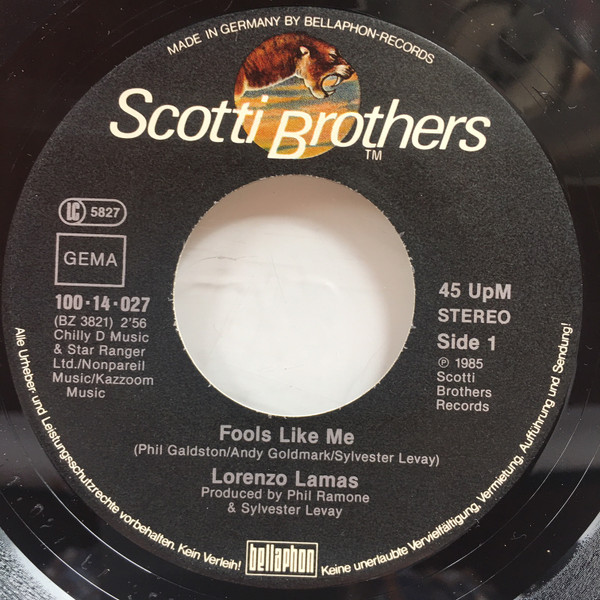 MADE IN GERMANY BY BELLAPHON-RECORDS
Scotti Brothers
TM
LC 5827
GEMA
100·14·027
(BZ 3821) 2'56
Chilly D Music
& Star Ranger
Ltd./Nonpareil
Music/Kazzoom
Music
45 UpM
STEREO
Side 1
℗ 1985
Scotti
Brothers
Records
Fools Like Me
(Phil Galdston/Andy Goldmark/Sylvester Levay)
Lorenzo Lamas
Produced by Phil Ramone
& Sylvester Levay
Alle Urheber und Leistungsschutzrechte vorbehalten. Kein Verleih!
bellaphon
Keine unerlaubte Vervielfältigung, Vermietung, Aufführung und Sendung!